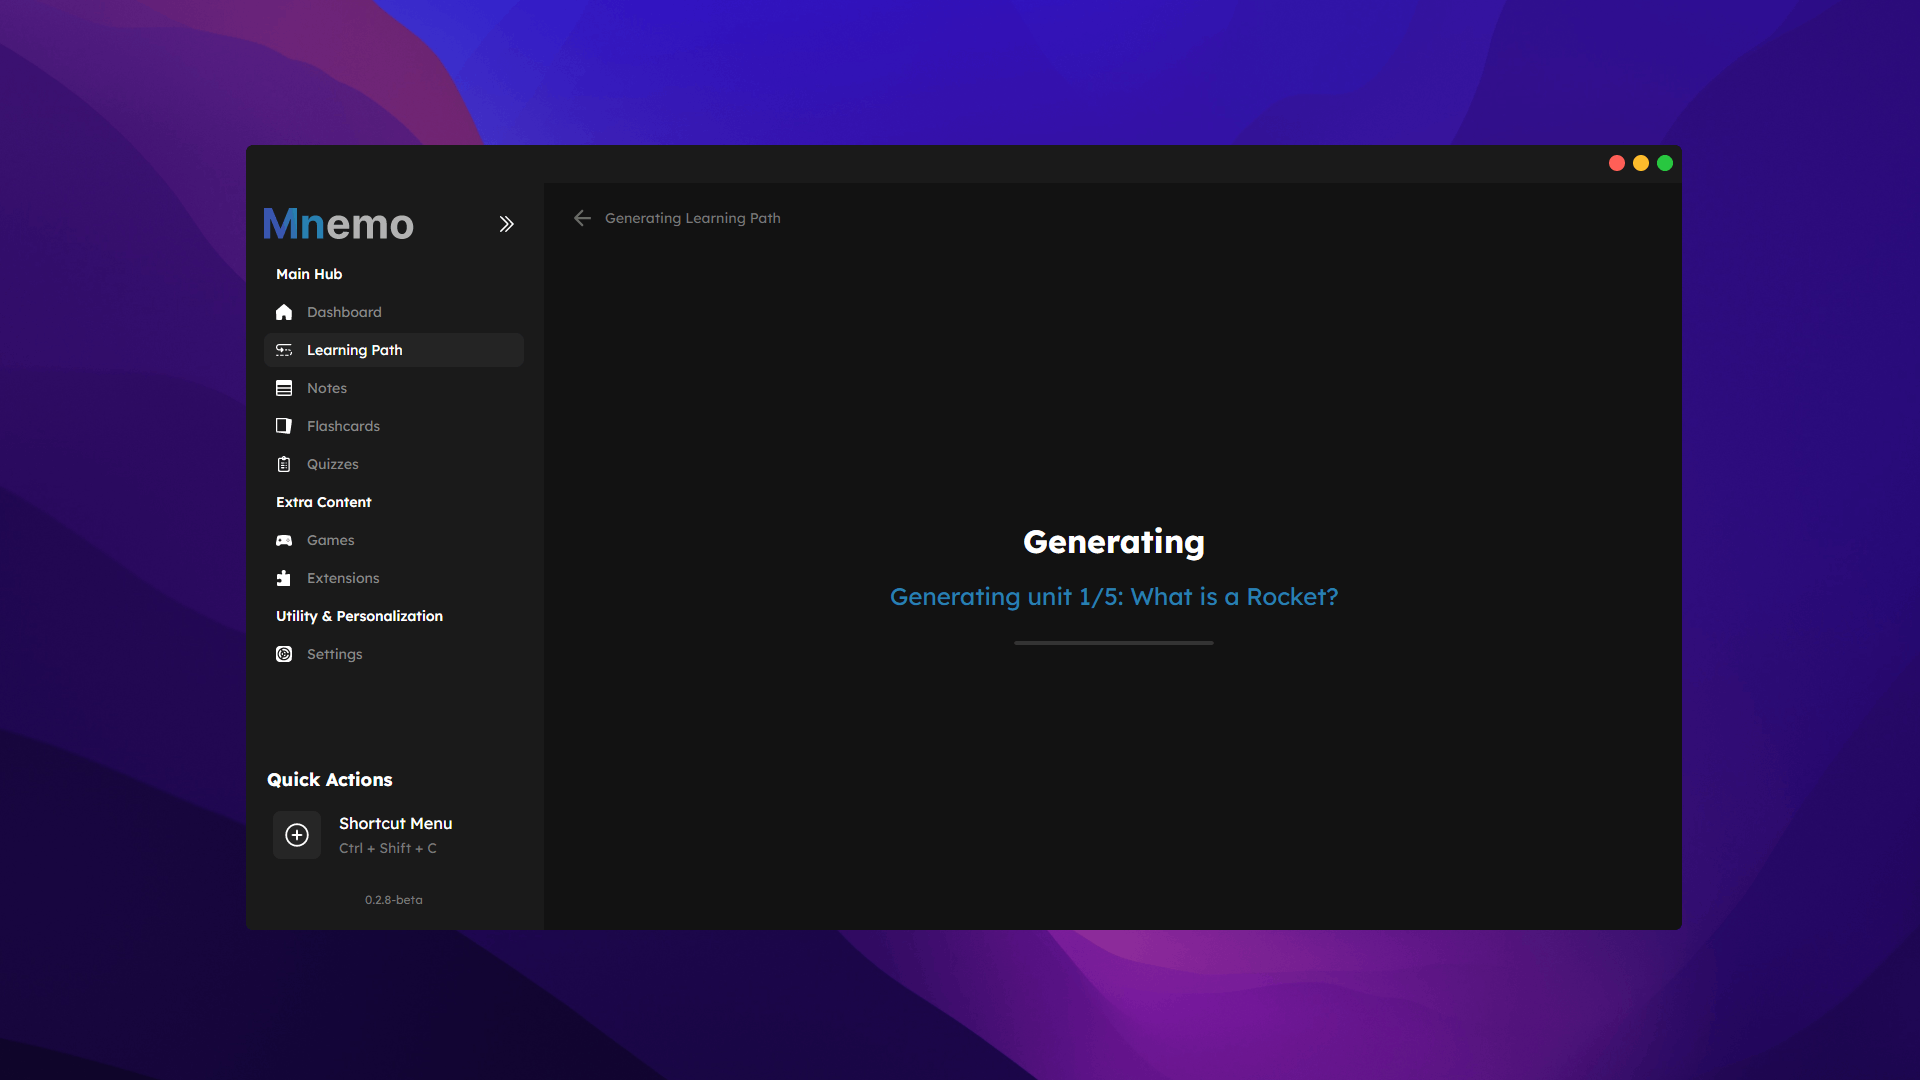 Mnemo
Main Hub
Dashboard
Learning Path
Notes
Flashcards
Quizzes
Extra Content
Games
Extensions
Utility & Personalization
Settings
Quick Actions
Shortcut Menu
Ctrl + Shift + C
0.2.8-beta
Generating Learning Path
Generating
Generating unit 1/5: What is a Rocket?